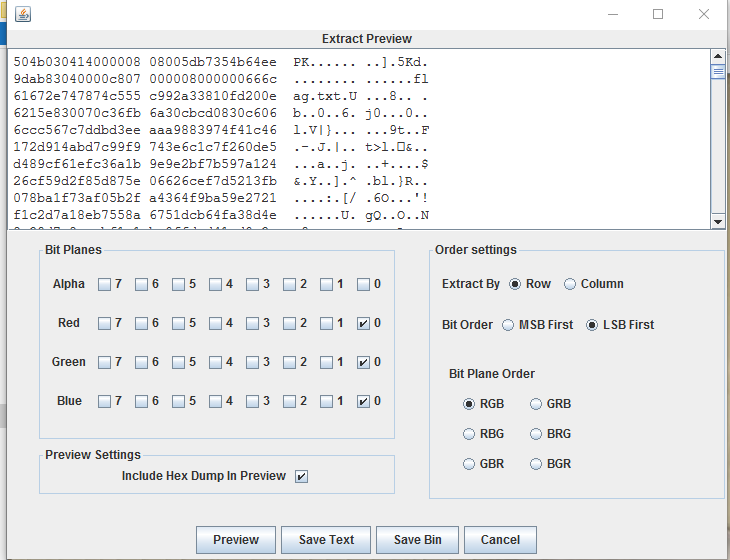 Extract Preview
504b030414000008 08005db7354b64ee PK...... ..].5Kd.
9dab83040000c807 000008000000666c ........ ......fl
61672e747874c555 c992a33810fd200e ag.txt.U ...8.. .
6215e830070c36fb 6a30cbcd0830c606 b..0..6. j0...0..
6ccc567c7ddbd3ee aaaa9883974f41c46 l.V|}... .....9t..F
172d914abd7c99f9 743e6c1c7f260de5 .-.J.|.. t>l.□&..
d489cf61efc36a1b 9e9e2bf7b597a124 ...a..j. ..+....$
26cf59d2f85d875e 06626cef7d5213fb &.Y..].^ .bl.}R..
078ba1f73af05b2f a4364f9ba59e2721 ....:.[/ .6O...'!
f1c2d7a18eb7558a 6751dcb64fa38d4e ......U. gQ..O..N
Bit Planes
Alpha 7 6 5 4 3 2 1 0
Red 7 6 5 4 3 2 1 0
Green 7 6 5 4 3 2 1 0
Blue 7 6 5 4 3 2 1 0
Preview Settings
Include Hex Dump In Preview
Order settings
Extract By Row Column
Bit Order MSB First LSB First
Bit Plane Order
RGB GRB
RBG BRG
GBR BGR
Preview Save Text Save Bin Cancel